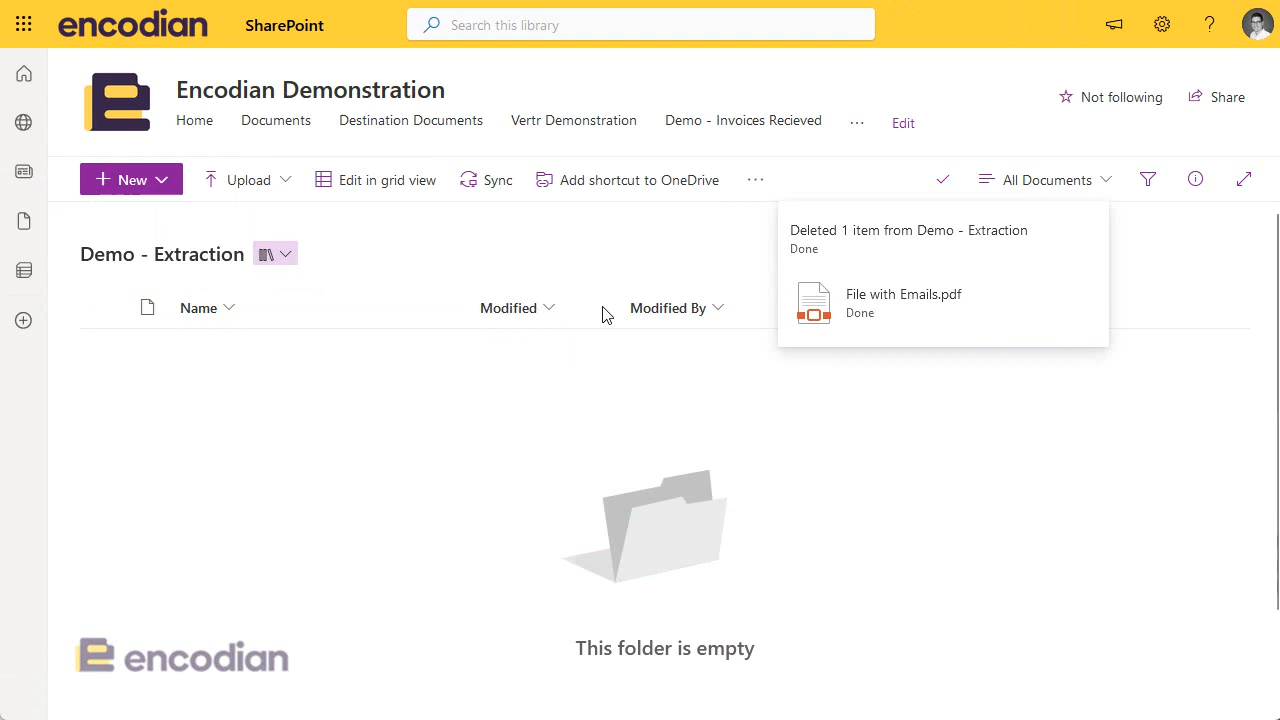 encodian
SharePoint
Search this library
Encodian Demonstration
Home
Documents
Destination Documents
Vertr Demonstration
Demo - Invoices Recieved
...
Edit
Not following
Share
New
Upload
Edit in grid view
Sync
Add shortcut to OneDrive
...
All Documents
Deleted 1 item from Demo - Extraction
Done
File with Emails.pdf
Done
Demo - Extraction
Name
Modified
Modified By
This folder is empty
encodian